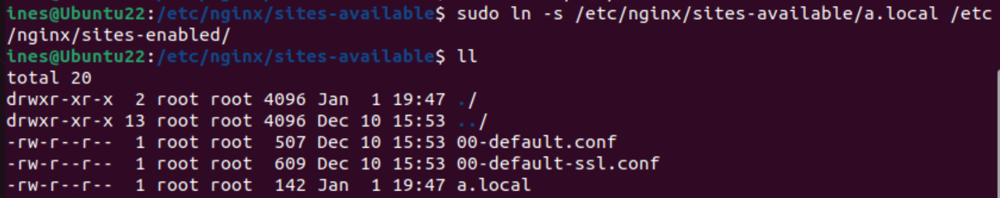 ines@Ubuntu22:/etc/nginx/sites-available$ sudo ln -s /etc/nginx/sites-available/a.local /etc
/nginx/sites-enabled/
ines@Ubuntu22:/etc/nginx/sites-available$ ll
total 20
drwxr-xr-x  2 root root 4096 Jan  1 19:47 ./
drwxr-xr-x 13 root root 4096 Dec 10 15:53 ../
-rw-r--r--  1 root root  507 Dec 10 15:53 00-default.conf
-rw-r--r--  1 root root  609 Dec 10 15:53 00-default-ssl.conf
-rw-r--r--  1 root root  142 Jan  1 19:47 a.local